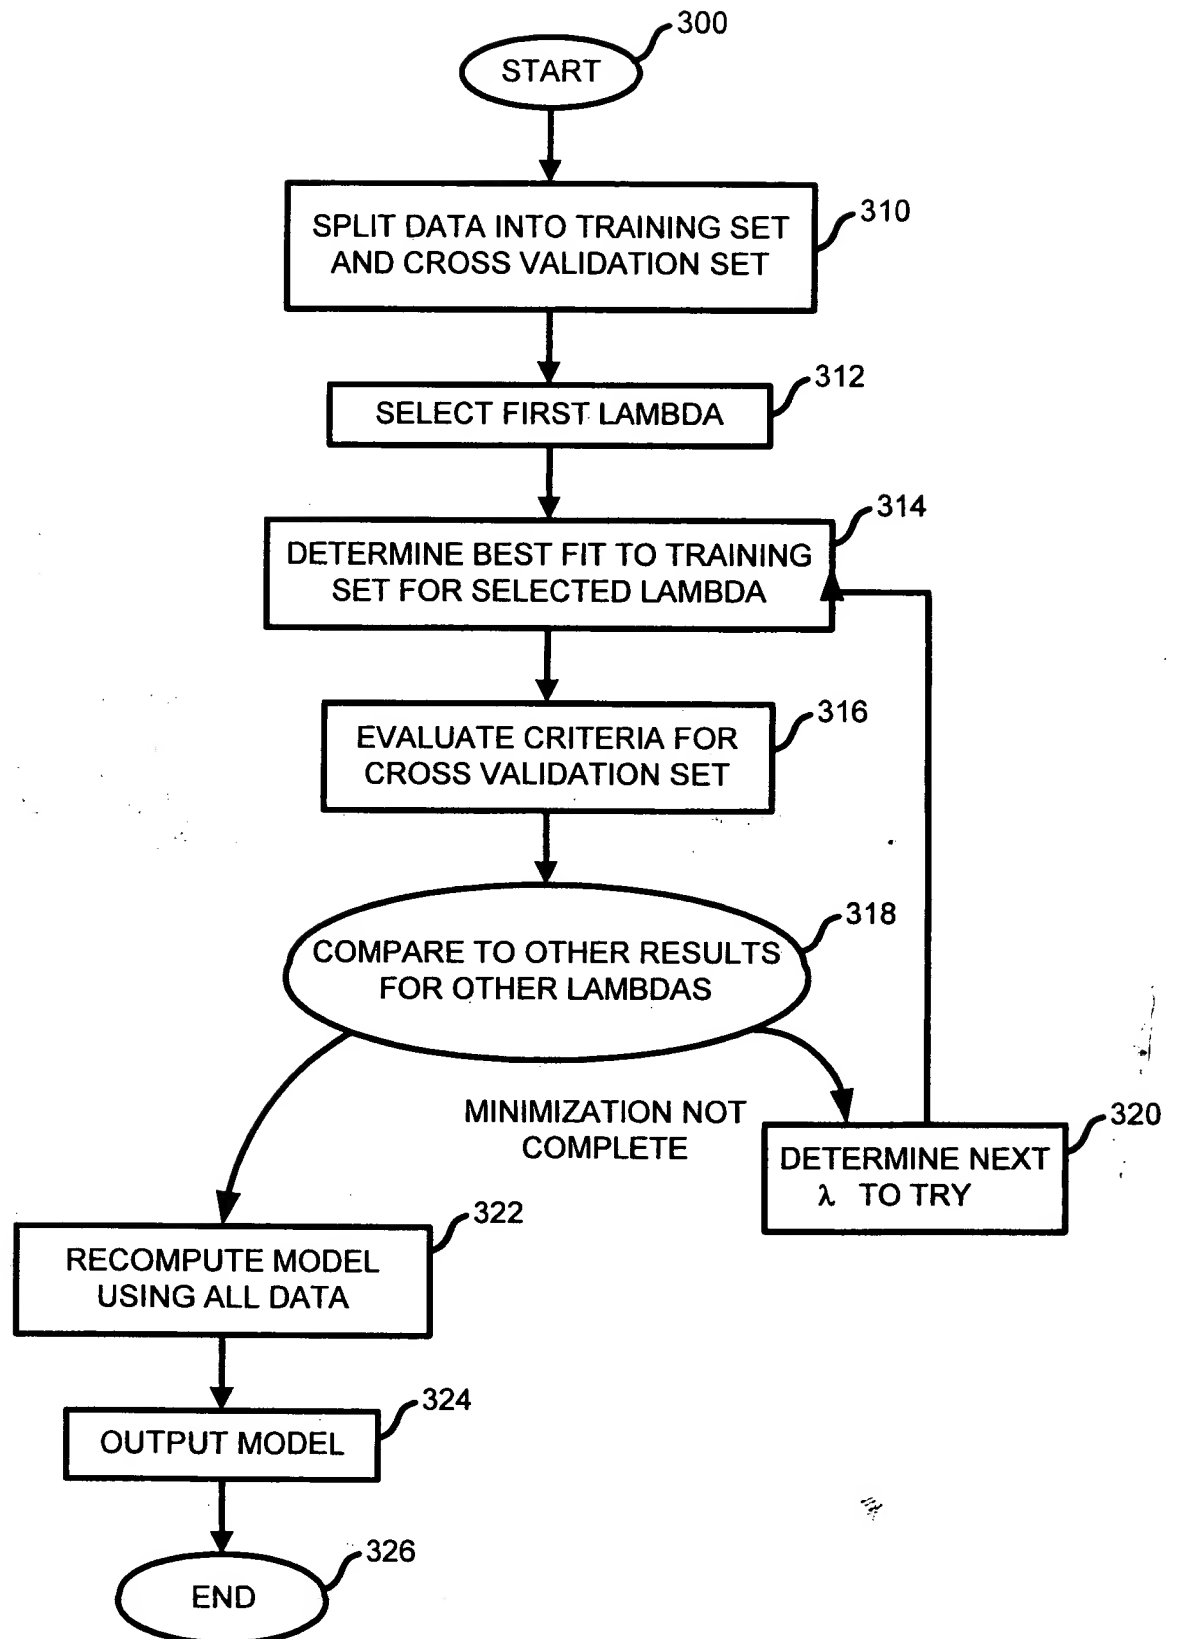 300
START
310
SPLIT DATA INTO TRAINING SET
AND CROSS VALIDATION SET
312
SELECT FIRST LAMBDA
314
DETERMINE BEST FIT TO TRAINING
SET FOR SELECTED LAMBDA
316
EVALUATE CRITERIA FOR
CROSS VALIDATION SET
318
COMPARE TO OTHER RESULTS
FOR OTHER LAMBDAS
MINIMIZATION NOT
COMPLETE
320
DETERMINE NEXT
λ TO TRY
322
RECOMPUTE MODEL
USING ALL DATA
324
OUTPUT MODEL
326
END